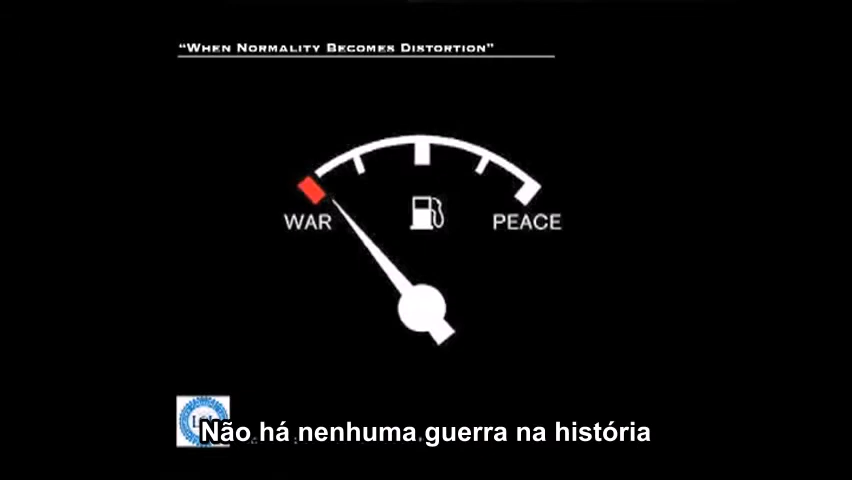 “When Normality Becomes Distortion”
WAR
PEACE
Não há nenhuma guerra na história